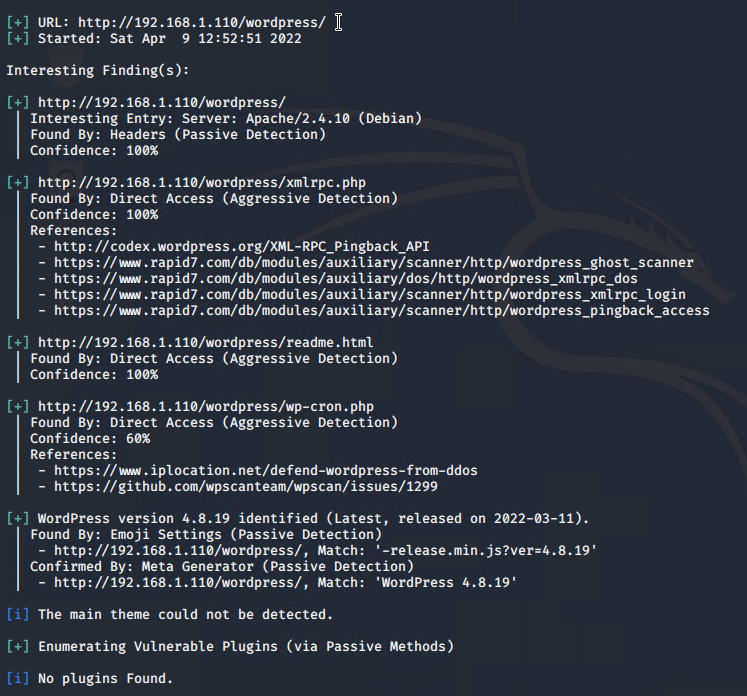 [+] URL: http://192.168.1.110/wordpress/
[+] Started: Sat Apr  9 12:52:51 2022
Interesting Finding(s):
[+] http://192.168.1.110/wordpress/
 | Interesting Entry: Server: Apache/2.4.10 (Debian)
 | Found By: Headers (Passive Detection)
 | Confidence: 100%
[+] http://192.168.1.110/wordpress/xmlrpc.php
 | Found By: Direct Access (Aggressive Detection)
 | Confidence: 100%
 | References:
 |  - http://codex.wordpress.org/XML-RPC_Pingback_API
 |  - https://www.rapid7.com/db/modules/auxiliary/scanner/http/wordpress_ghost_scanner
 |  - https://www.rapid7.com/db/modules/auxiliary/dos/http/wordpress_xmlrpc_dos
 |  - https://www.rapid7.com/db/modules/auxiliary/scanner/http/wordpress_xmlrpc_login
 |  - https://www.rapid7.com/db/modules/auxiliary/scanner/http/wordpress_pingback_access
[+] http://192.168.1.110/wordpress/readme.html
 | Found By: Direct Access (Aggressive Detection)
 | Confidence: 100%
[+] http://192.168.1.110/wordpress/wp-cron.php
 | Found By: Direct Access (Aggressive Detection)
 | Confidence: 60%
 | References:
 |  - https://www.iplocation.net/defend-wordpress-from-ddos
 |  - https://github.com/wpscanteam/wpscan/issues/1299
[+] WordPress version 4.8.19 identified (Latest, released on 2022-03-11).
 | Found By: Emoji Settings (Passive Detection)
 |  - http://192.168.1.110/wordpress/, Match: '-release.min.js?ver=4.8.19'
 | Confirmed By: Meta Generator (Passive Detection)
 |  - http://192.168.1.110/wordpress/, Match: 'WordPress 4.8.19'
[i] The main theme could not be detected.
[+] Enumerating Vulnerable Plugins (via Passive Methods)
[i] No plugins Found.